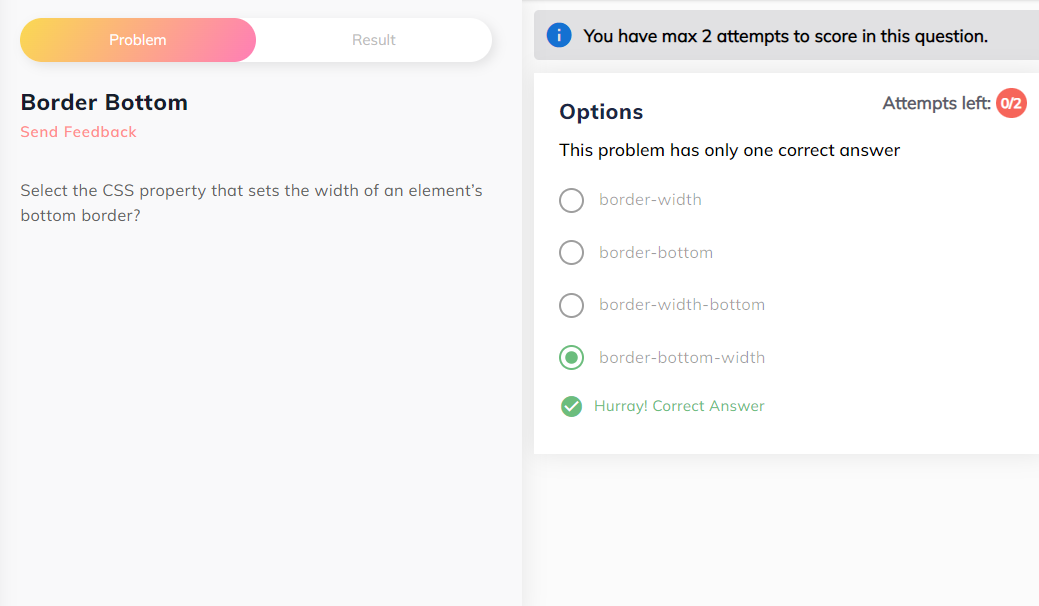 Problem
Result
Border Bottom
Send Feedback
Select the CSS property that sets the width of an element’s
bottom border?
You have max 2 attempts to score in this question.
Options
Attempts left: 0/2
This problem has only one correct answer
border-width
border-bottom
border-width-bottom
border-bottom-width
Hurray! Correct Answer